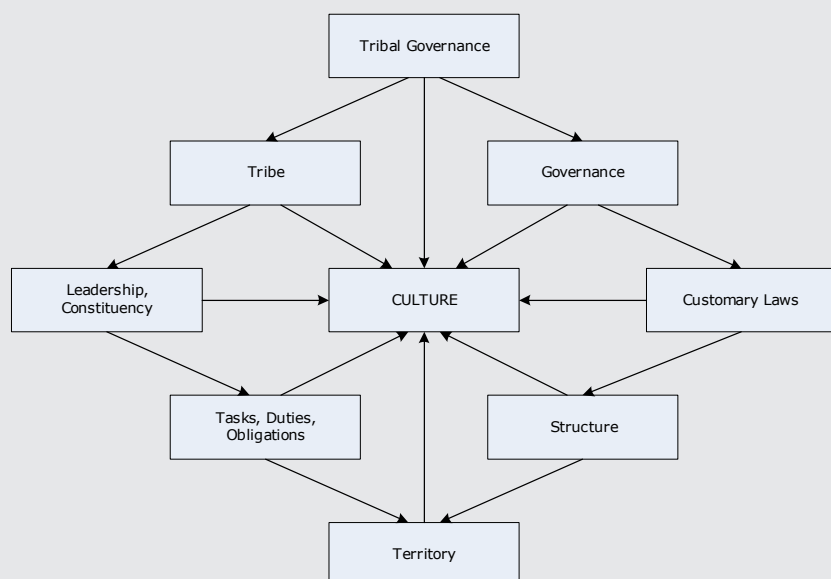 Tribal Governance
Tribe
Governance
Leadership,
Constituency
CULTURE
Customary Laws
Tasks, Duties,
Obligations
Structure
Territory